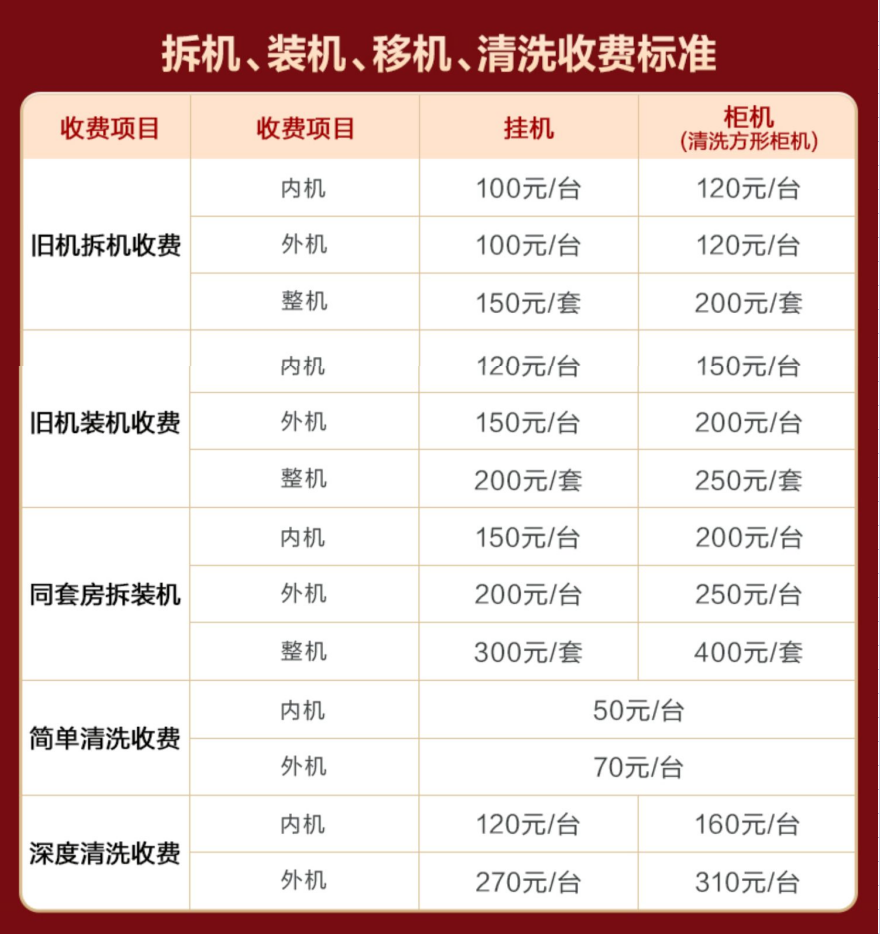 拆机、装机、移机、清洗收费标准
收费项目 收费项目 挂机 柜机
(清洗方形柜机)
旧机拆机收费
内机 100元/台 120元/台
外机 100元/台 120元/台
整机 150元/套 200元/套
旧机装机收费
内机 120元/台 150元/台
外机 150元/台 200元/台
整机 200元/套 250元/套
同套房拆装机
内机 150元/台 200元/台
外机 200元/台 250元/台
整机 300元/套 400元/套
简单清洗收费
内机 50元/台
外机 70元/台
深度清洗收费
内机 120元/台 160元/台
外机 270元/台 310元/台